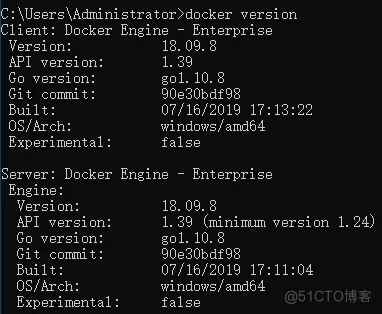 C:\Users\Administrator>docker version
Client: Docker Engine - Enterprise
Version: 18.09.8
API version: 1.39
Go version: go1.10.8
Git commit: 90e30bdf98
Built: 07/16/2019 17:13:22
OS/Arch: windows/amd64
Experimental: false
Server: Docker Engine - Enterprise
Engine:
Version: 18.09.8
API version: 1.39 (minimum version 1.24)
Go version: go1.10.8
Git commit: 90e30bdf98
Built: 07/16/2019 17:11:04
OS/Arch: windows/amd64
Experimental: false
@51CTO博客